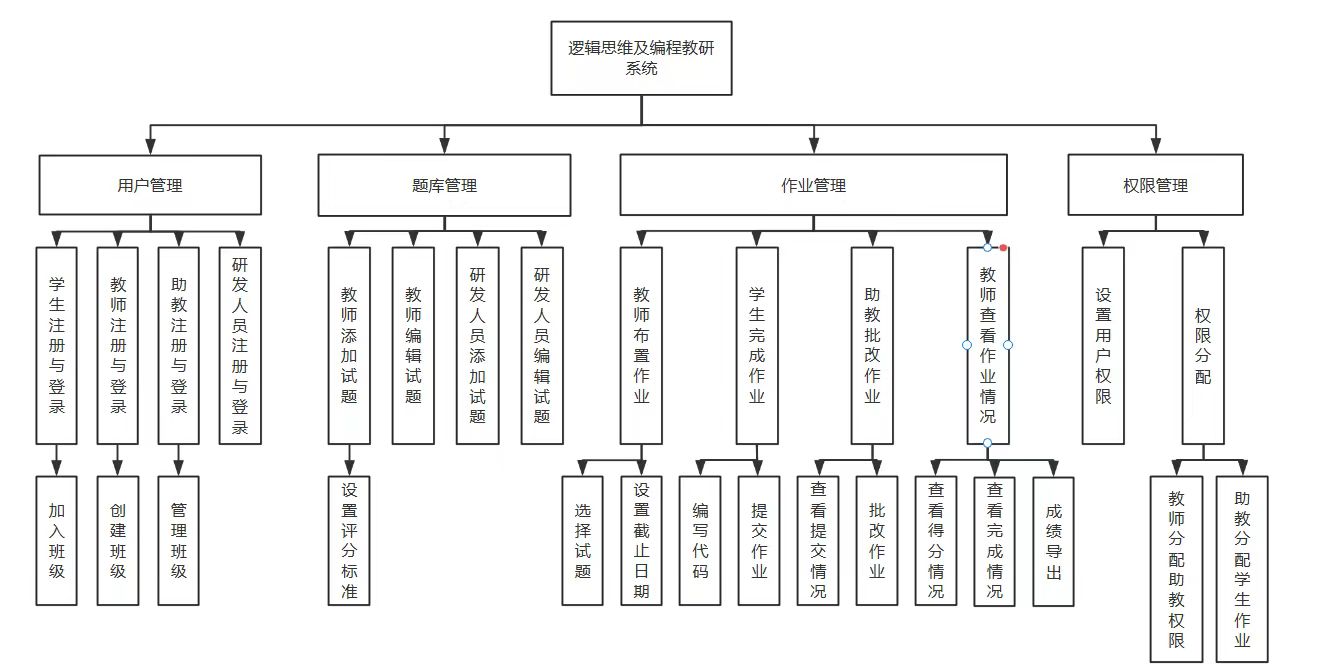 逻辑思维及编程教研
系统
用户管理
题库管理
作业管理
权限管理
学生注册与登录
教师注册与登录
助教注册与登录
研发人员注册与登录
教师添加试题
教师编辑试题
研发人员添加试题
研发人员编辑试题
教师布置作业
学生完成作业
助教批改作业
教师查看作业情况
设置用户权限
权限分配
加入班级
创建班级
管理班级
设置评分标准
选择试题
设置截止日期
编写代码
提交作业
查看提交情况
批改作业
查看得分情况
查看完成情况
成绩导出
教师分配助教权限
助教分配学生作业